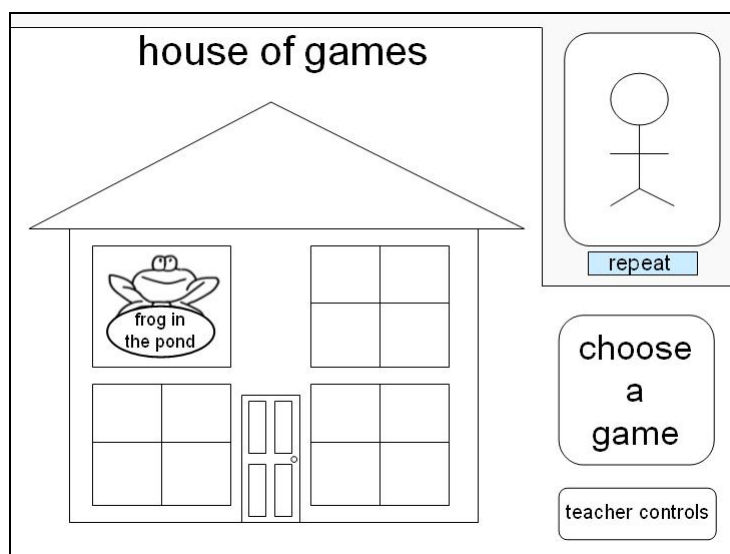 house of games
frog in
the pond
repeat
choose
a
game
teacher controls